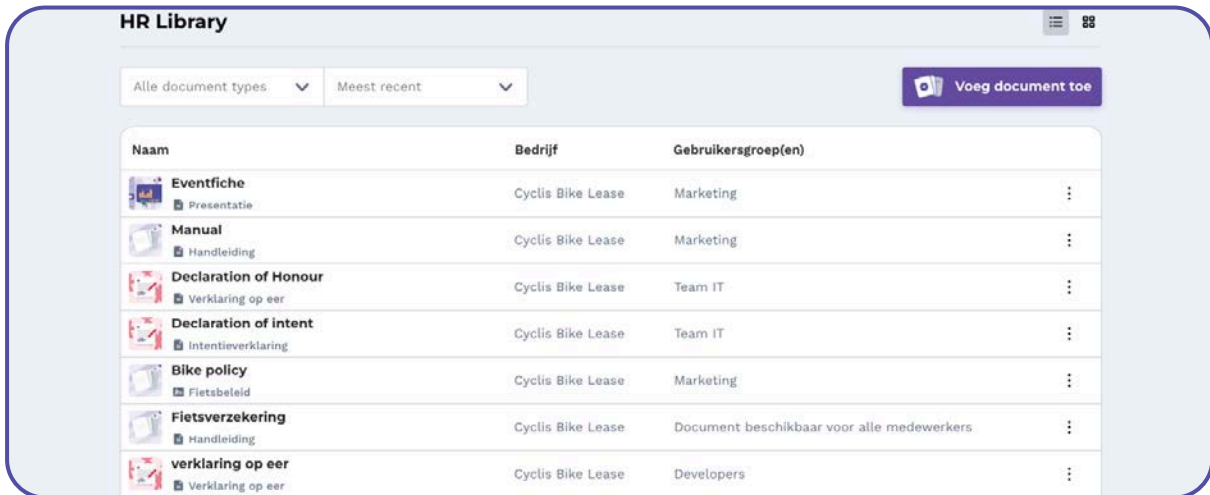 HR Library
Alle document types Meest recent Voeg document toe
Naam Bedrijf Gebruikersgroep(en)
Eventfiche
Presentatie
Cyclis Bike Lease Marketing
Manual
Handleiding
Cyclis Bike Lease Marketing
Declaration of Honour
Verklaring op eer
Cyclis Bike Lease Team IT
Declaration of intent
Intentieverklaring
Cyclis Bike Lease Team IT
Bike policy
Fietsbeleid
Cyclis Bike Lease Marketing
Fietsverzekering
Handleiding
Cyclis Bike Lease Document beschikbaar voor alle medewerkers
verklaring op eer
Verklaring op eer
Cyclis Bike Lease Developers